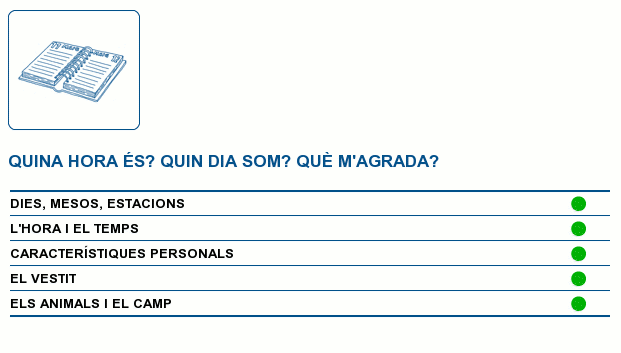 QUINA HORA ÉS? QUIN DIA SOM? QUÈ M'AGRADA?
DIES, MESOS, ESTACIONS
L'HORA I EL TEMPS
CARACTERÍSTIQUES PERSONALS
EL VESTIT
ELS ANIMALS I EL CAMP